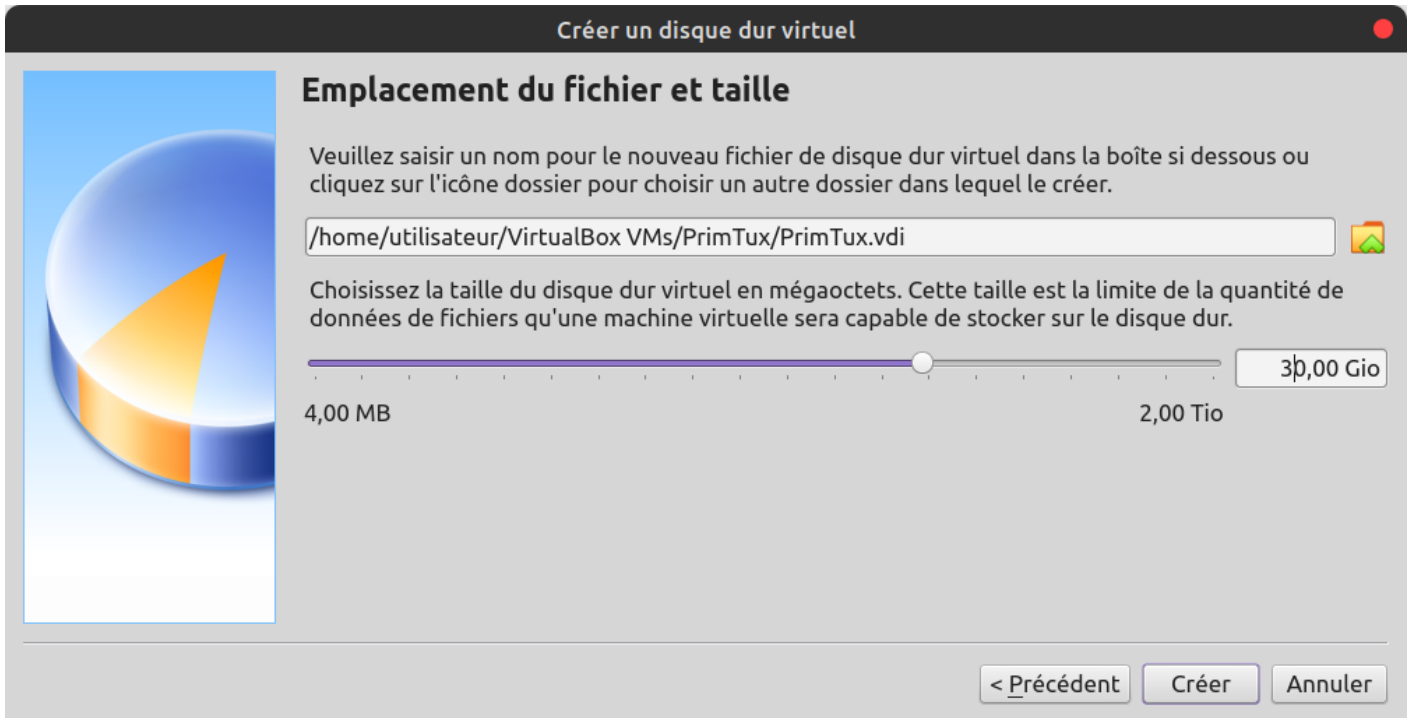 Créer un disque dur virtuel
Emplacement du fichier et taille
Veuillez saisir un nom pour le nouveau fichier de disque dur virtuel dans la boîte si dessous ou
cliquez sur l'icône dossier pour choisir un autre dossier dans lequel le créer.
/home/utilisateur/VirtualBox VMs/PrimTux/PrimTux.vdi
Choisissez la taille du disque dur virtuel en mégaoctets. Cette taille est la limite de la quantité de
données de fichiers qu'une machine virtuelle sera capable de stocker sur le disque dur.
30,00 Gio
4,00 MB 2,00 Tio
< Précédent Créer Annuler